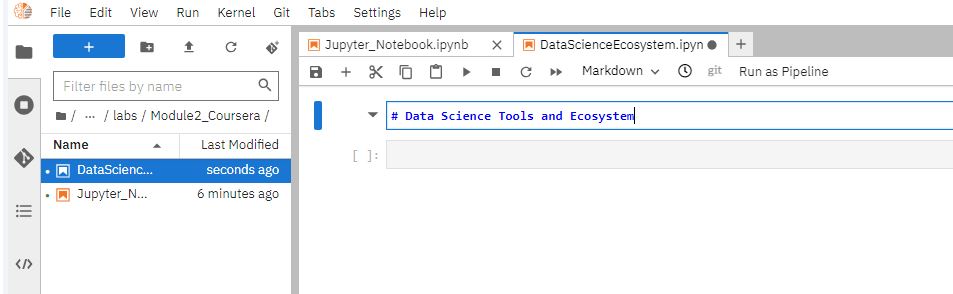 File Edit View Run Kernel Git Tabs Settings Help
Jupyter_Notebook.ipynb DataScienceEcosystem.ipyn
Markdown git Run as Pipeline
Filter files by name
/ ... / labs / Module2_Coursera /
Name Last Modified
DataScienc... seconds ago
Jupyter_N... 6 minutes ago
# Data Science Tools and Ecosystem
[ ]: